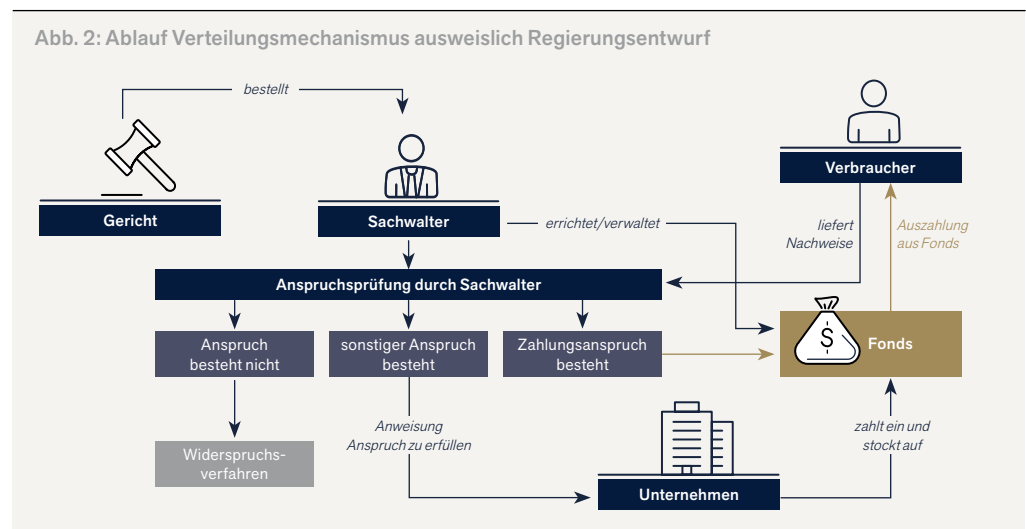 Abb. 2: Ablauf Verteilungsmechanismus ausweislich Regierungsentwurf
bestellt
Verbraucher
Gericht
Sachwalter
errichtet/verwaltet
liefert
Nachweise
Auszahlung
aus Fonds
Anspruchsprüfung durch Sachwalter
Anspruch
besteht nicht
sonstiger Anspruch
besteht
Zahlungsanspruch
besteht
$
Fonds
Anweisung
Anspruch zu erfüllen
zahlt ein und
stockt auf
Widerspruchs-
verfahren
Unternehmen